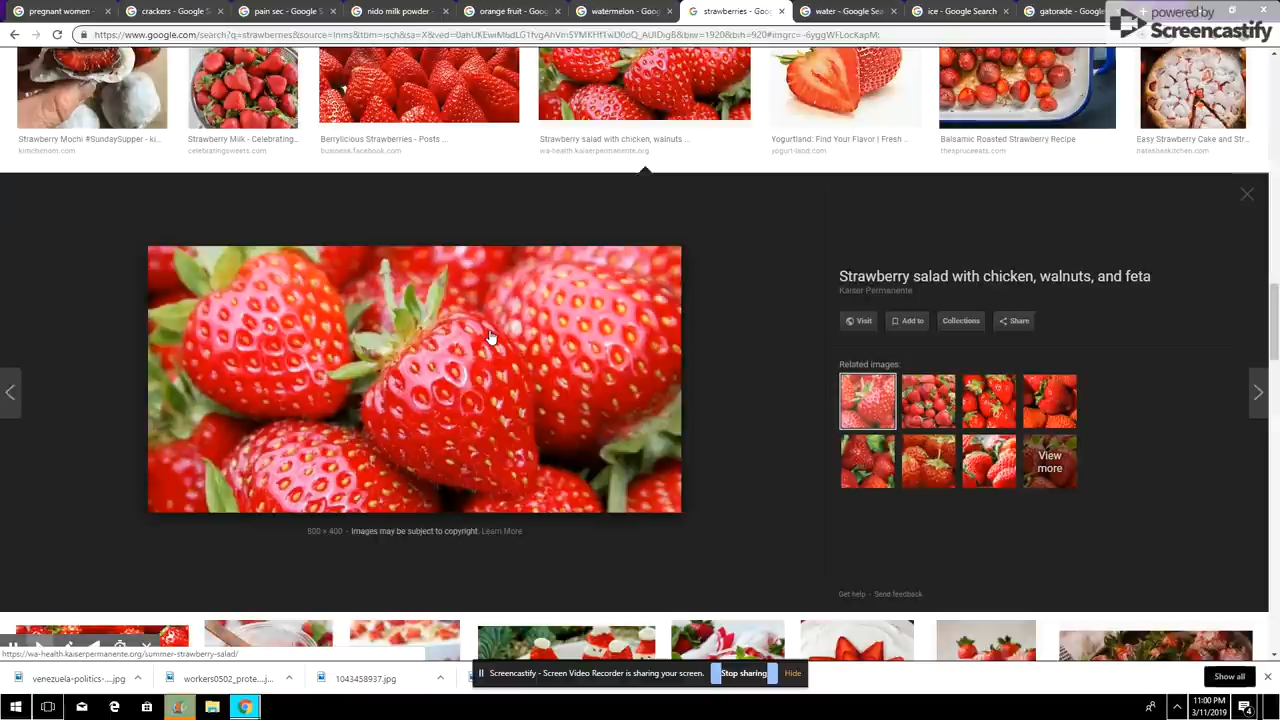 pregnant women -
crackers - Google S
pain sec - Google S
nido milk powder -
orange fruit - Goog
watermelon - Goog
strawberries - Goo
water - Google Sea
ice - Google Search
gatorade - Google
powered by
Screencastify
Strawberry Mochi #SundaySupper - ki...
kimchimom.com
Strawberry Milk - Celebrating...
celebratingsweets.com
Berrylicious Strawberries - Posts ...
business.facebook.com
Strawberry salad with chicken, walnuts ...
wa-health.kaiserpermanente.org
Yogurtland: Find Your Flavor | Fresh ...
yogurt-land.com
Balsamic Roasted Strawberry Recipe
thespruceeats.com
Easy Strawberry Cake and Str...
natashaskitchen.com
Strawberry salad with chicken, walnuts, and feta
Kaiser Permanente
Visit
Add to
Collections
Share
Related images:
View
more
800 × 400 - Images may be subject to copyright. Learn More
Get help - Send feedback
https://wa-health.kaiserpermanente.org/summer-strawberry-salad/
venezuela-politics-....jpg
workers0502_prote....jpg
1043458937.jpg
Screencastify - Screen Video Recorder is sharing your screen.
Stop sharing
Hide
Show all
11:00 PM
3/11/2019
4